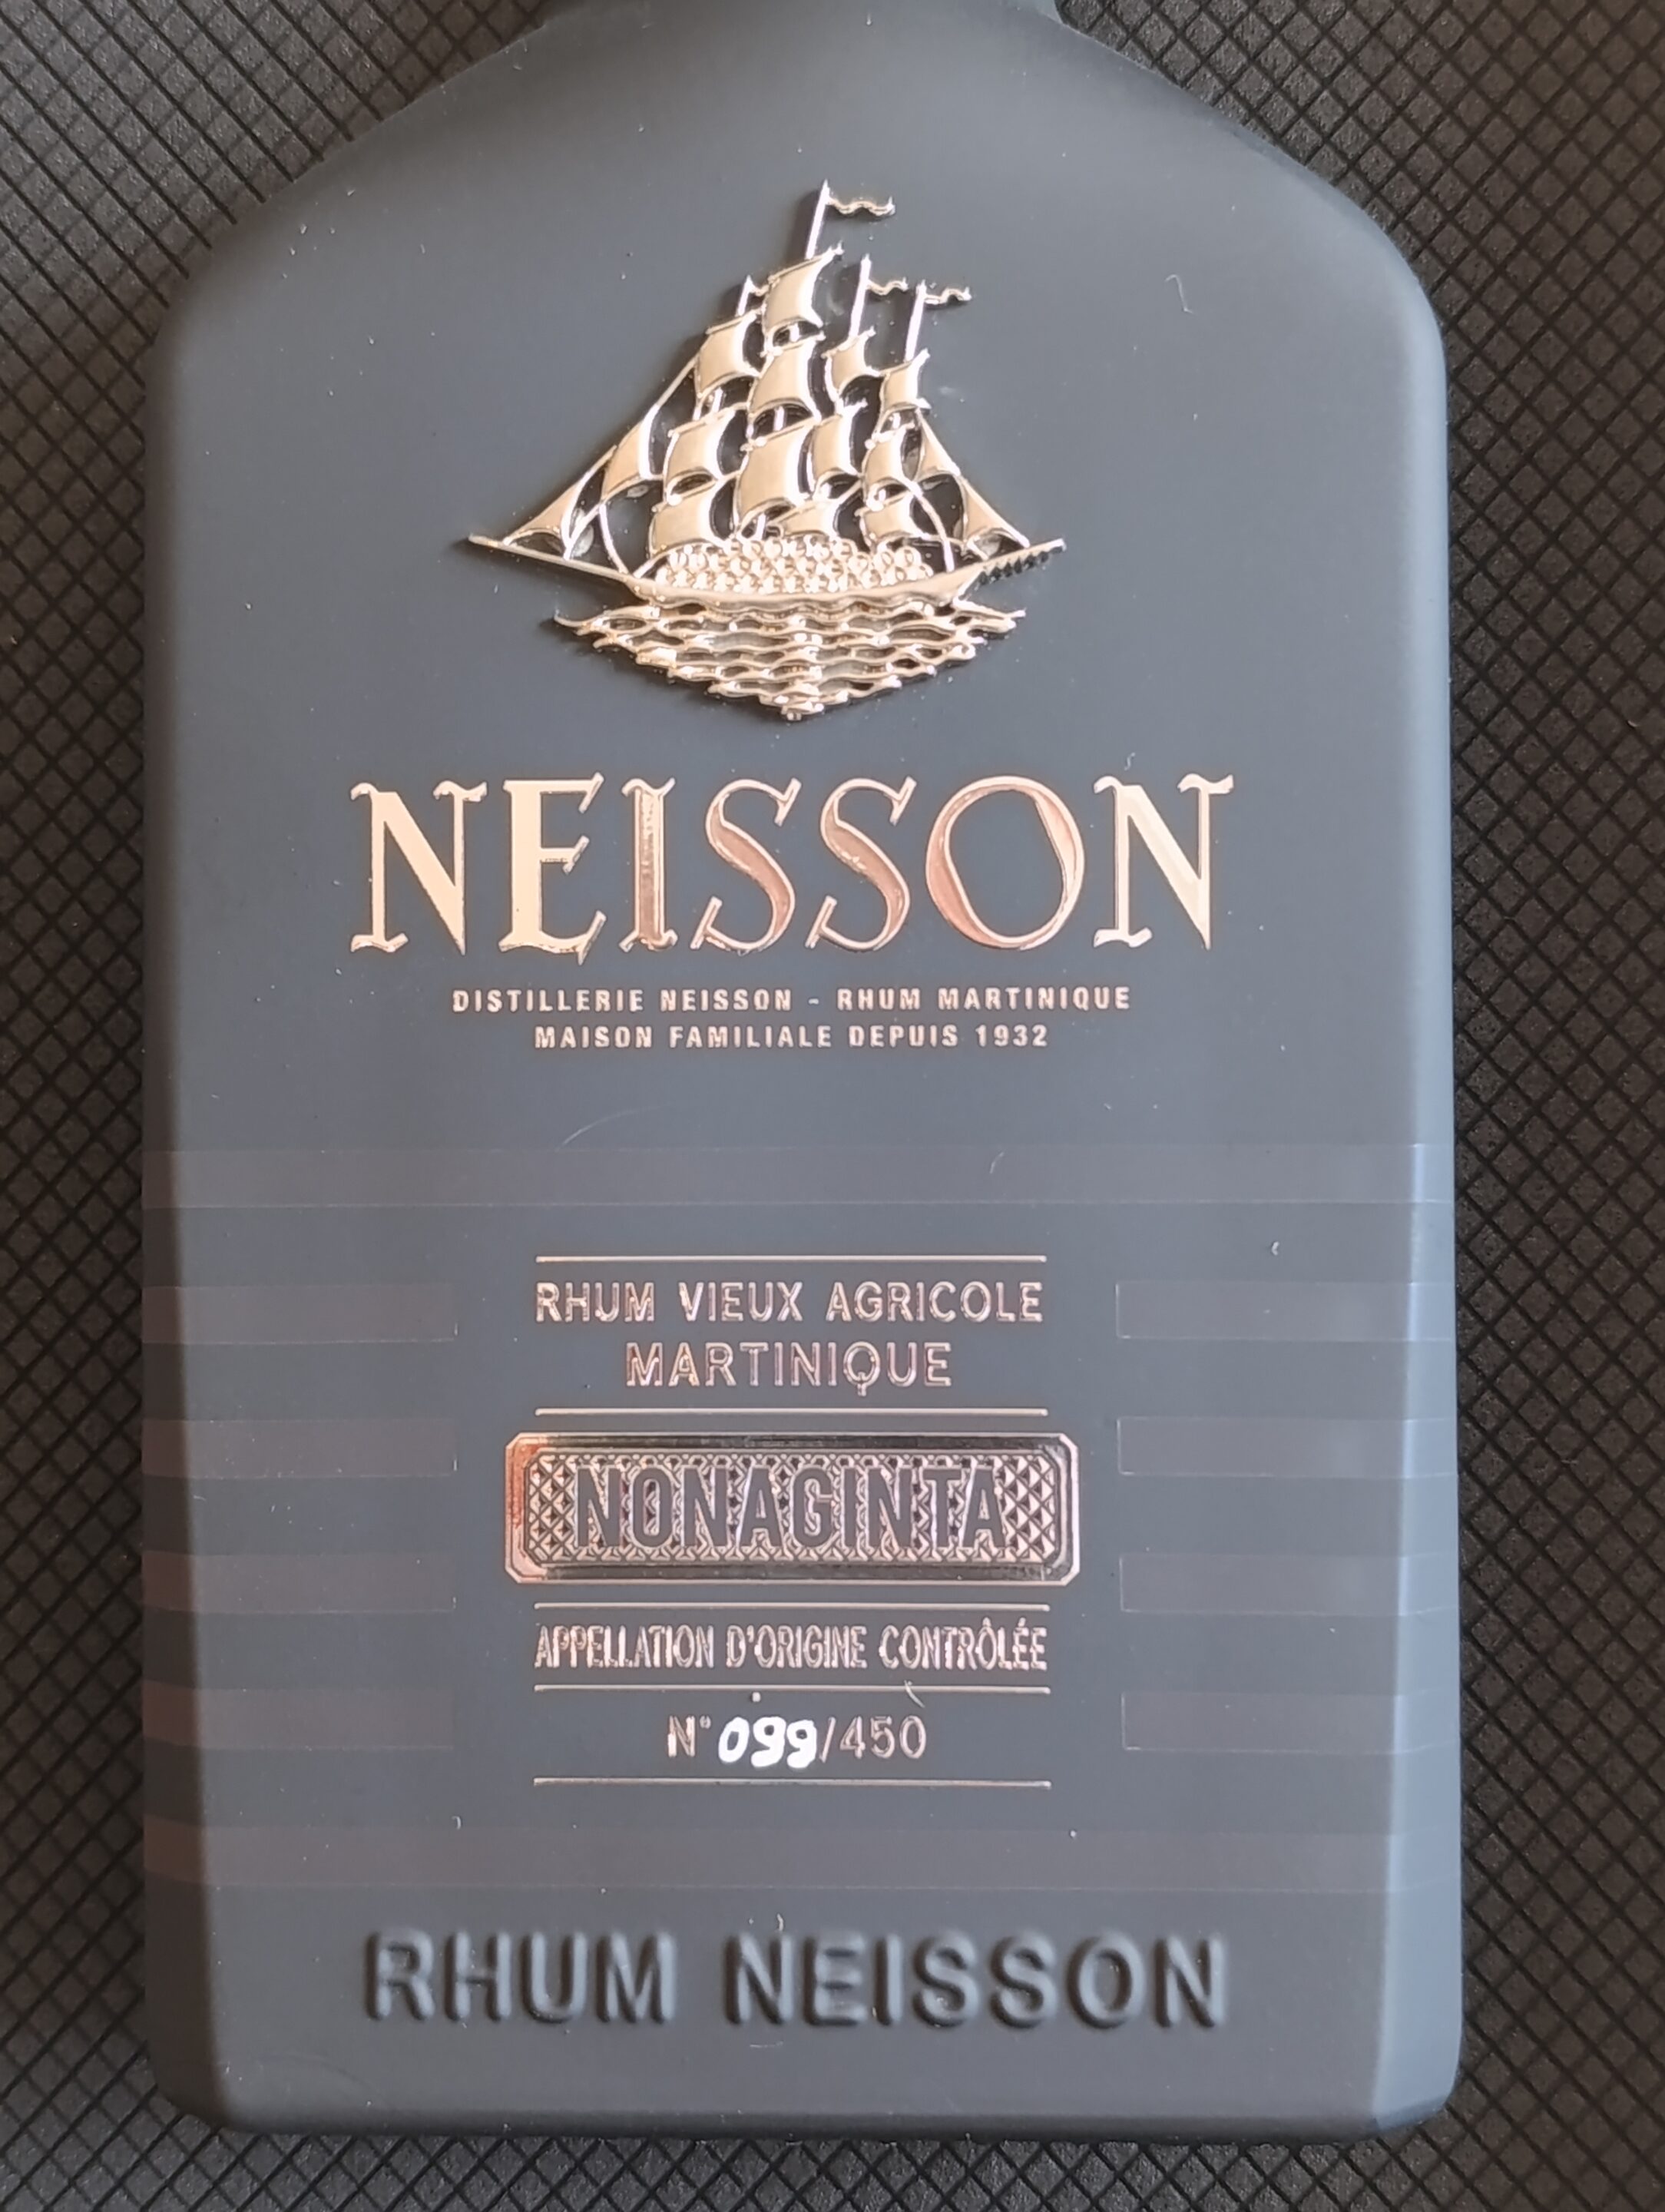 NEISSON
DISTILLERIE NEISSON - RHUM MARTINIQUE
MAISON FAMILIALE DEPUIS 1932
RHUM VIEUX AGRICOLE
MARTINIQUE
NONAGINTA
APPELLATION D'ORIGINE CONTRÔLÉE
N° 099/450
RHUM NEISSON